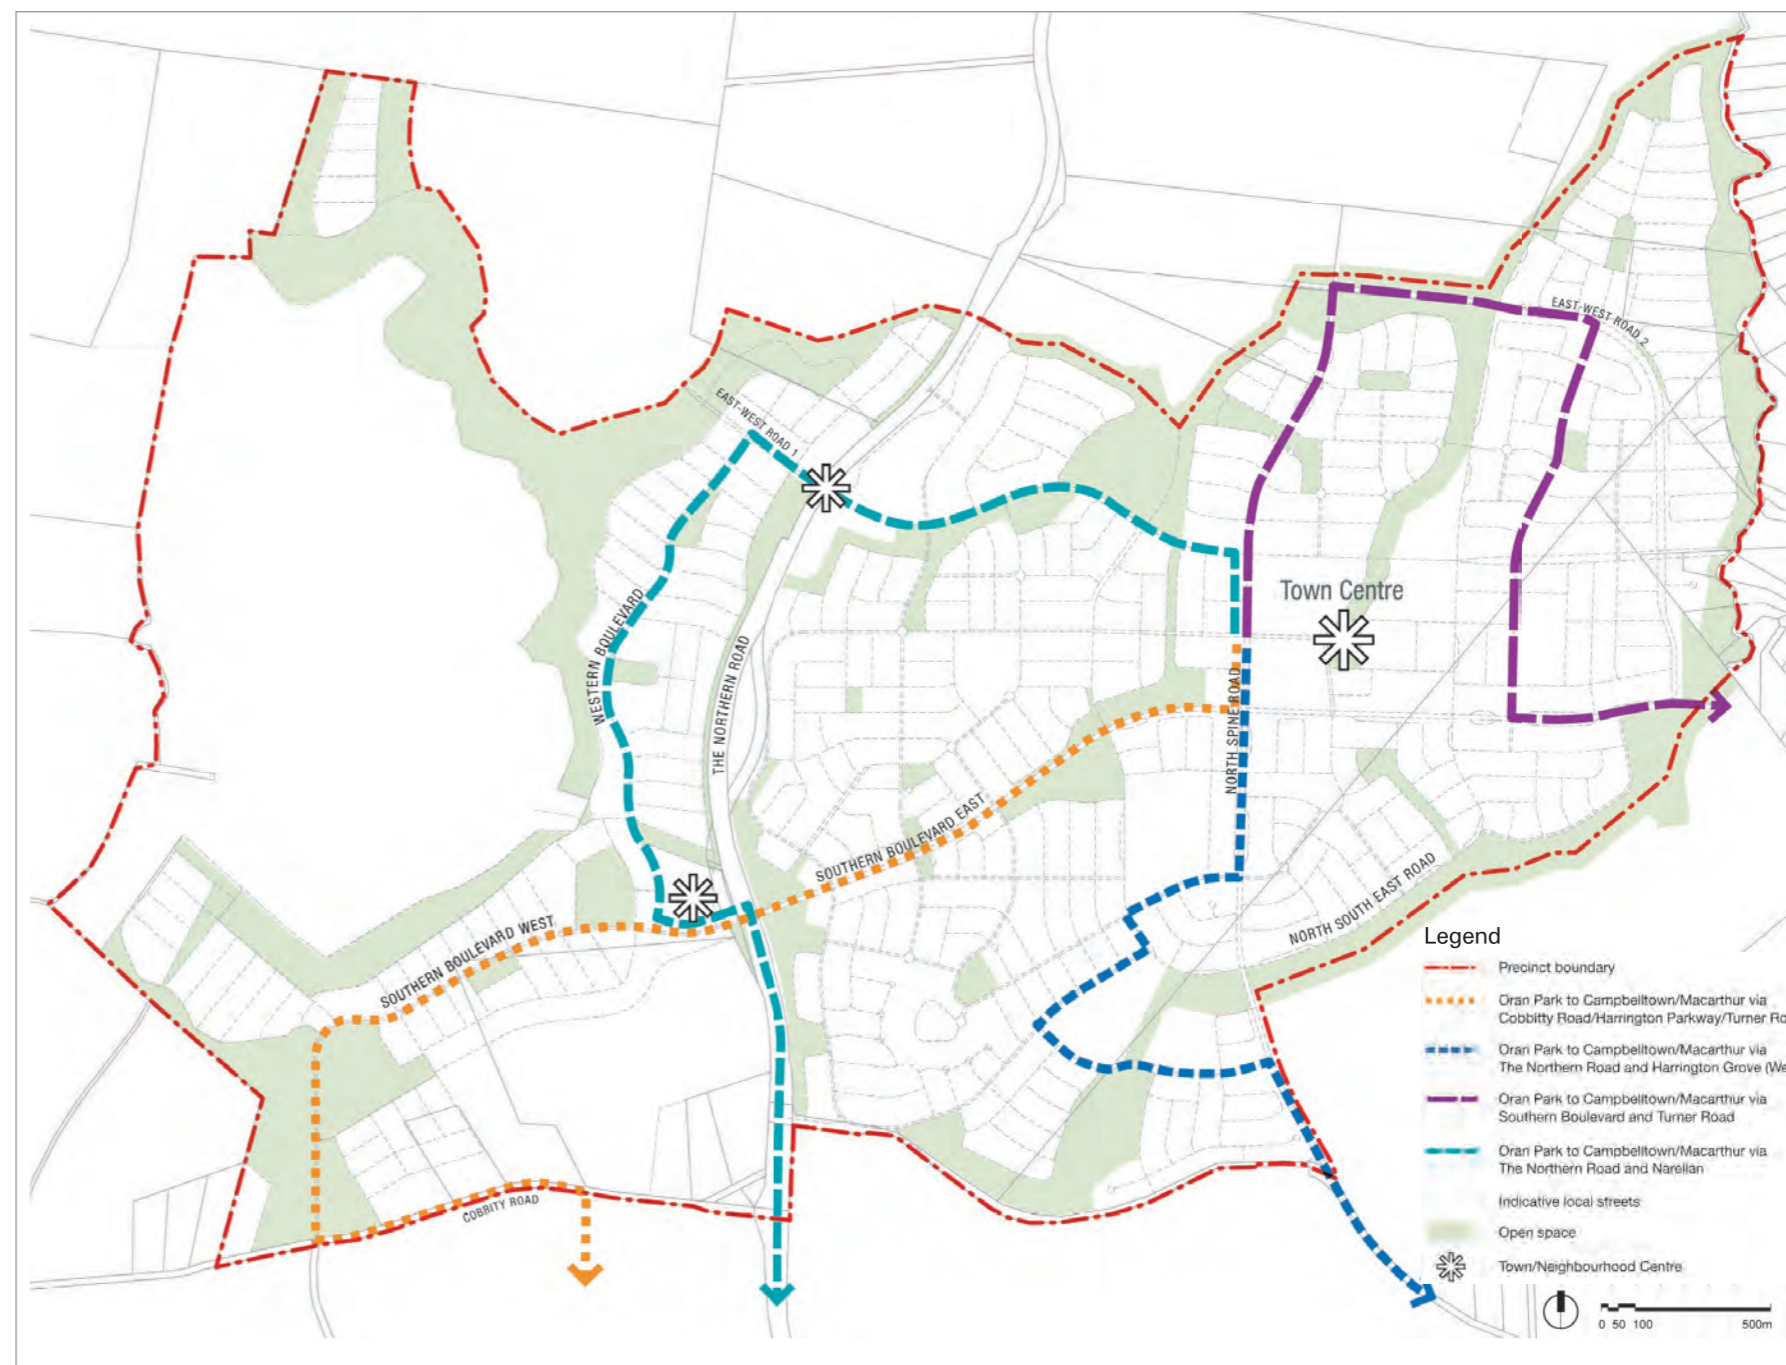 EAST-WEST ROAD 2
EAST-WEST ROAD 1
Town Centre
WESTERN BOULEVARD
THE NORTHERN ROAD
NORTH SPINE ROAD
SOUTHERN BOULEVARD EAST
SOUTHERN BOULEVARD WEST
NORTH SOUTH EAST ROAD
COBBITY ROAD
Legend
Precinct boundary
Oran Park to Campbelltown/Macarthur via
Cobbitty Road/Harrington Parkway/Turner Ro
Oran Park to Campbelltown/Macarthur via
The Northern Road and Harrington Grove (We
Oran Park to Campbelltown/Macarthur via
Southern Boulevard and Turner Road
Oran Park to Campbelltown/Macarthur via
The Northern Road and Narellan
Indicative local streets
Open space
Town/Neighbourhood Centre
0 50 100 500m